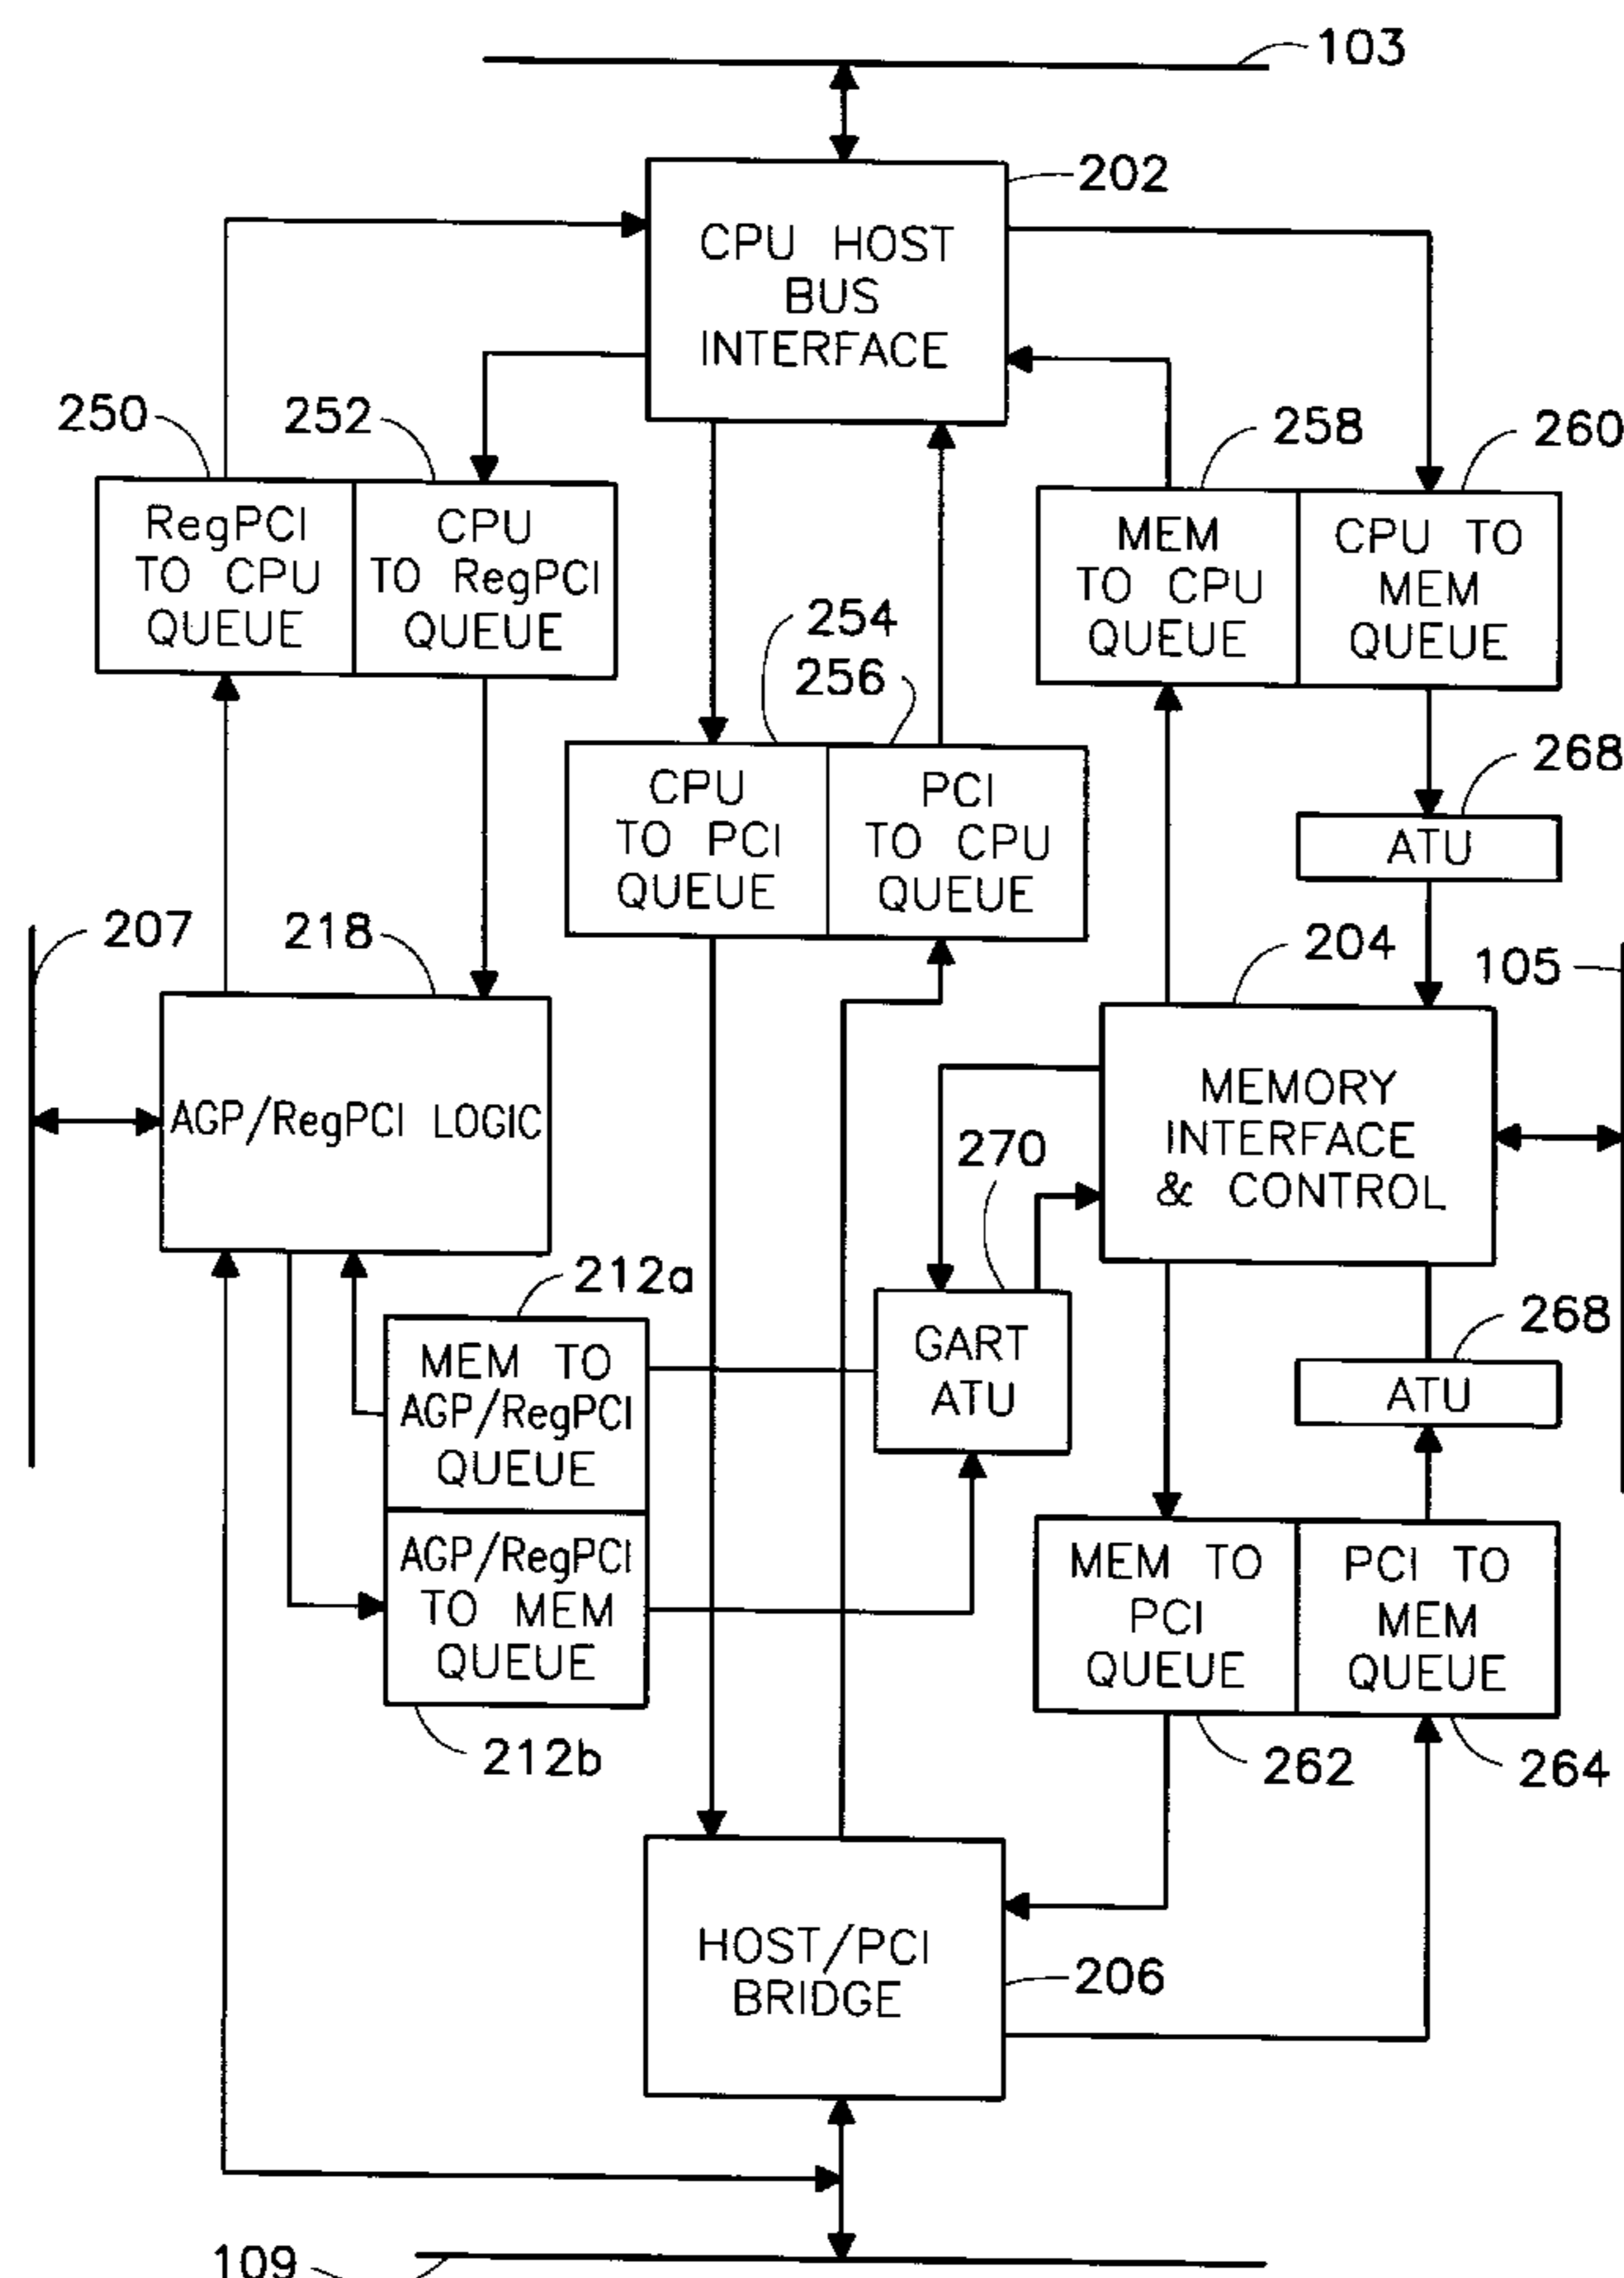 103
202
CPU HOST
BUS
INTERFACE
250
252
258
260
RegPCI
TO CPU
QUEUE
CPU
TO RegPCI
QUEUE
MEM
TO CPU
QUEUE
CPU TO
MEM
QUEUE
254
256
268
CPU
TO PCI
QUEUE
PCI
TO CPU
QUEUE
ATU
207
218
204
105
AGP/RegPCI LOGIC
MEMORY
INTERFACE
& CONTROL
270
212a
268
MEM TO
AGP/RegPCI
QUEUE
GART
ATU
ATU
AGP/RegPCI
TO MEM
QUEUE
MEM TO
PCI
QUEUE
PCI TO
MEM
QUEUE
212b
262
264
HOST/PCI
BRIDGE
206
109